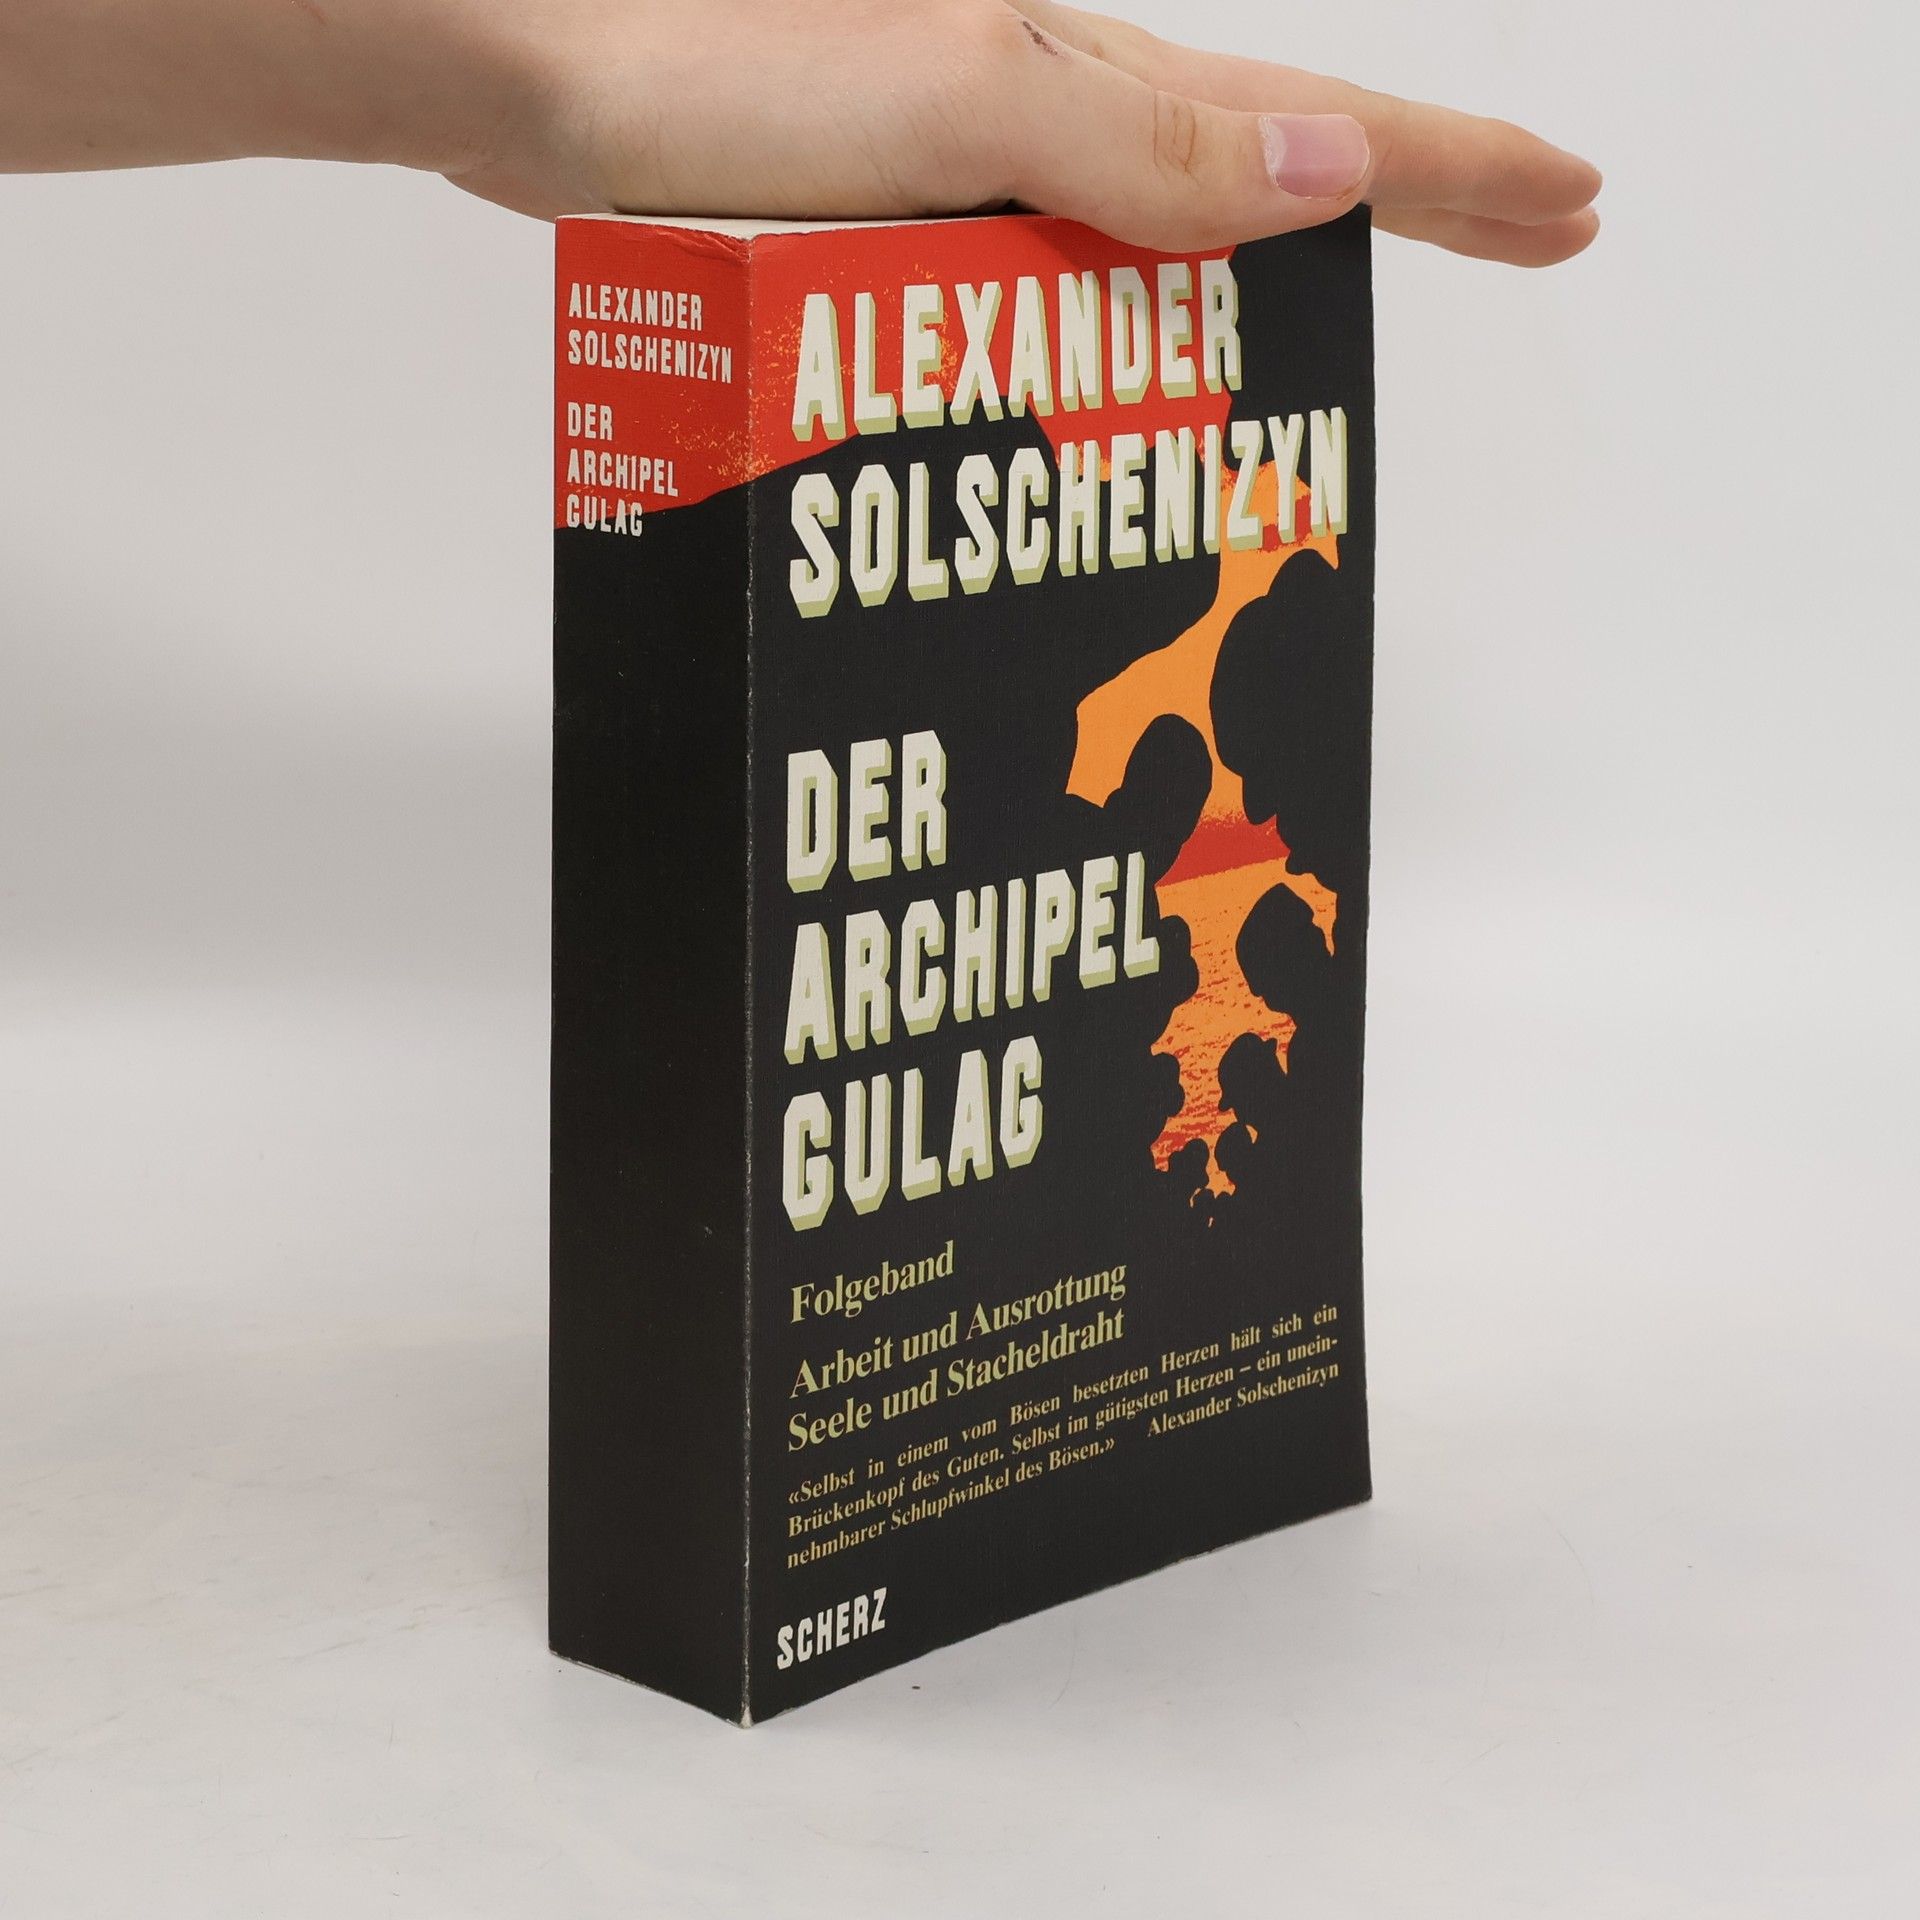 ALEXANDER
SOLSCHENIZYN
DER
ARCHIPEL
GULAG
ALEXANDER
SOLSCHENIZYN
DER
ARCHIPEL
GULAG
Folgeband
Arbeit und Ausrottung
Seele und Stacheldraht
«Selbst in einem vom Bösen besetzten Herzen hält sich ein
Brückenkopf des Guten. Selbst im gütigsten Herzen – ein unein-
nehmbarer Schlupfwinkel des Bösen.» Alexander Solschenizyn
SCHERZ